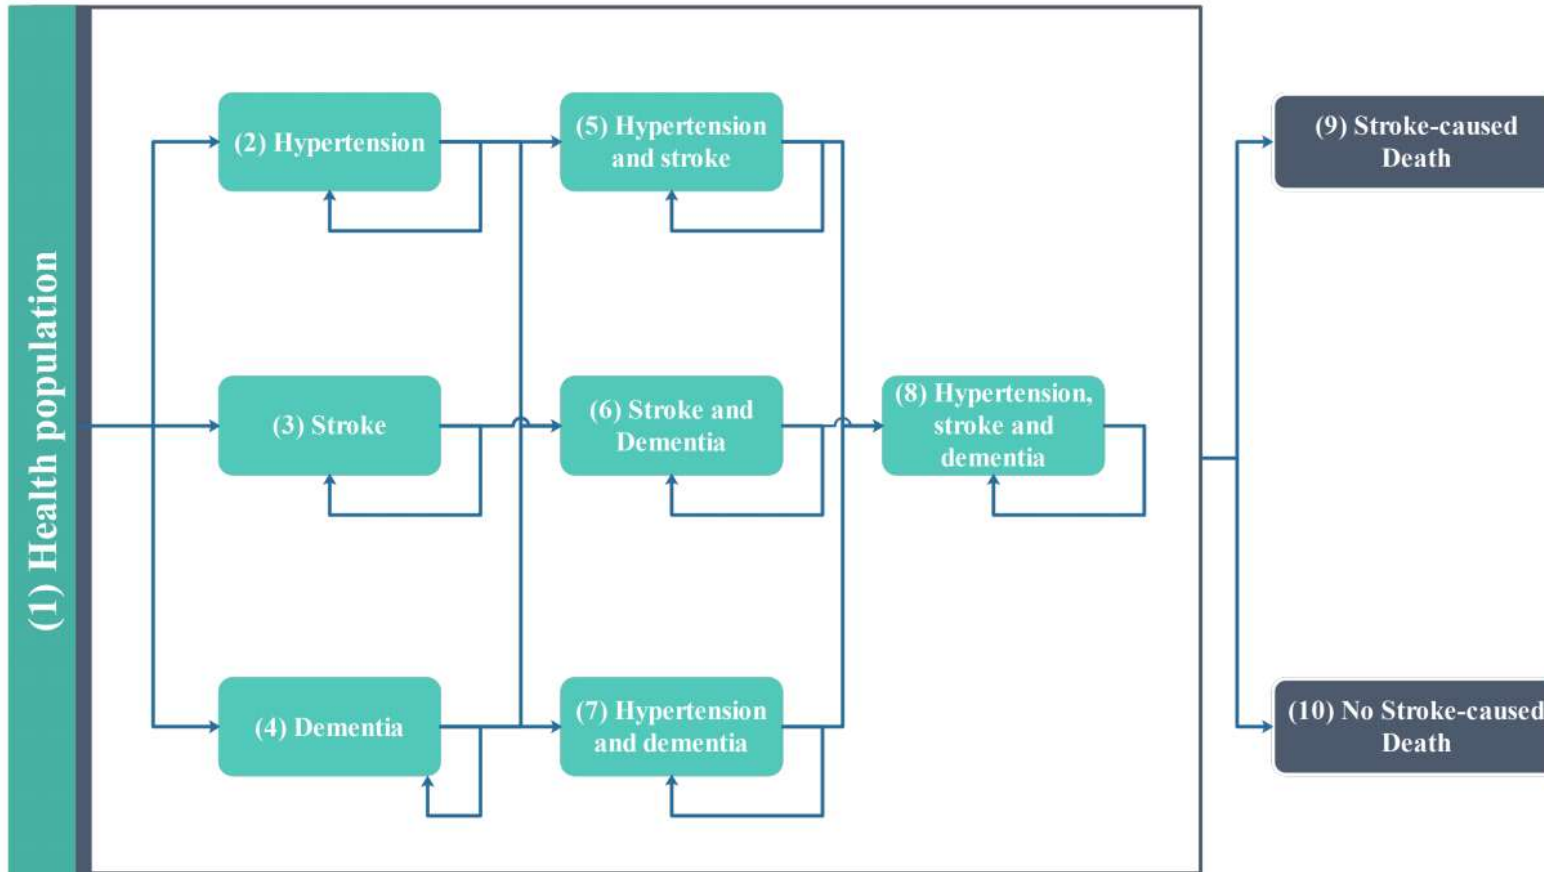 (1) Health population
(2) Hypertension
(5) Hypertension
and stroke
(9) Stroke-caused
Death
(3) Stroke
(6) Stroke and
Dementia
(8) Hypertension,
stroke and
dementia
(4) Dementia
(7) Hypertension
and dementia
(10) No Stroke-caused
Death